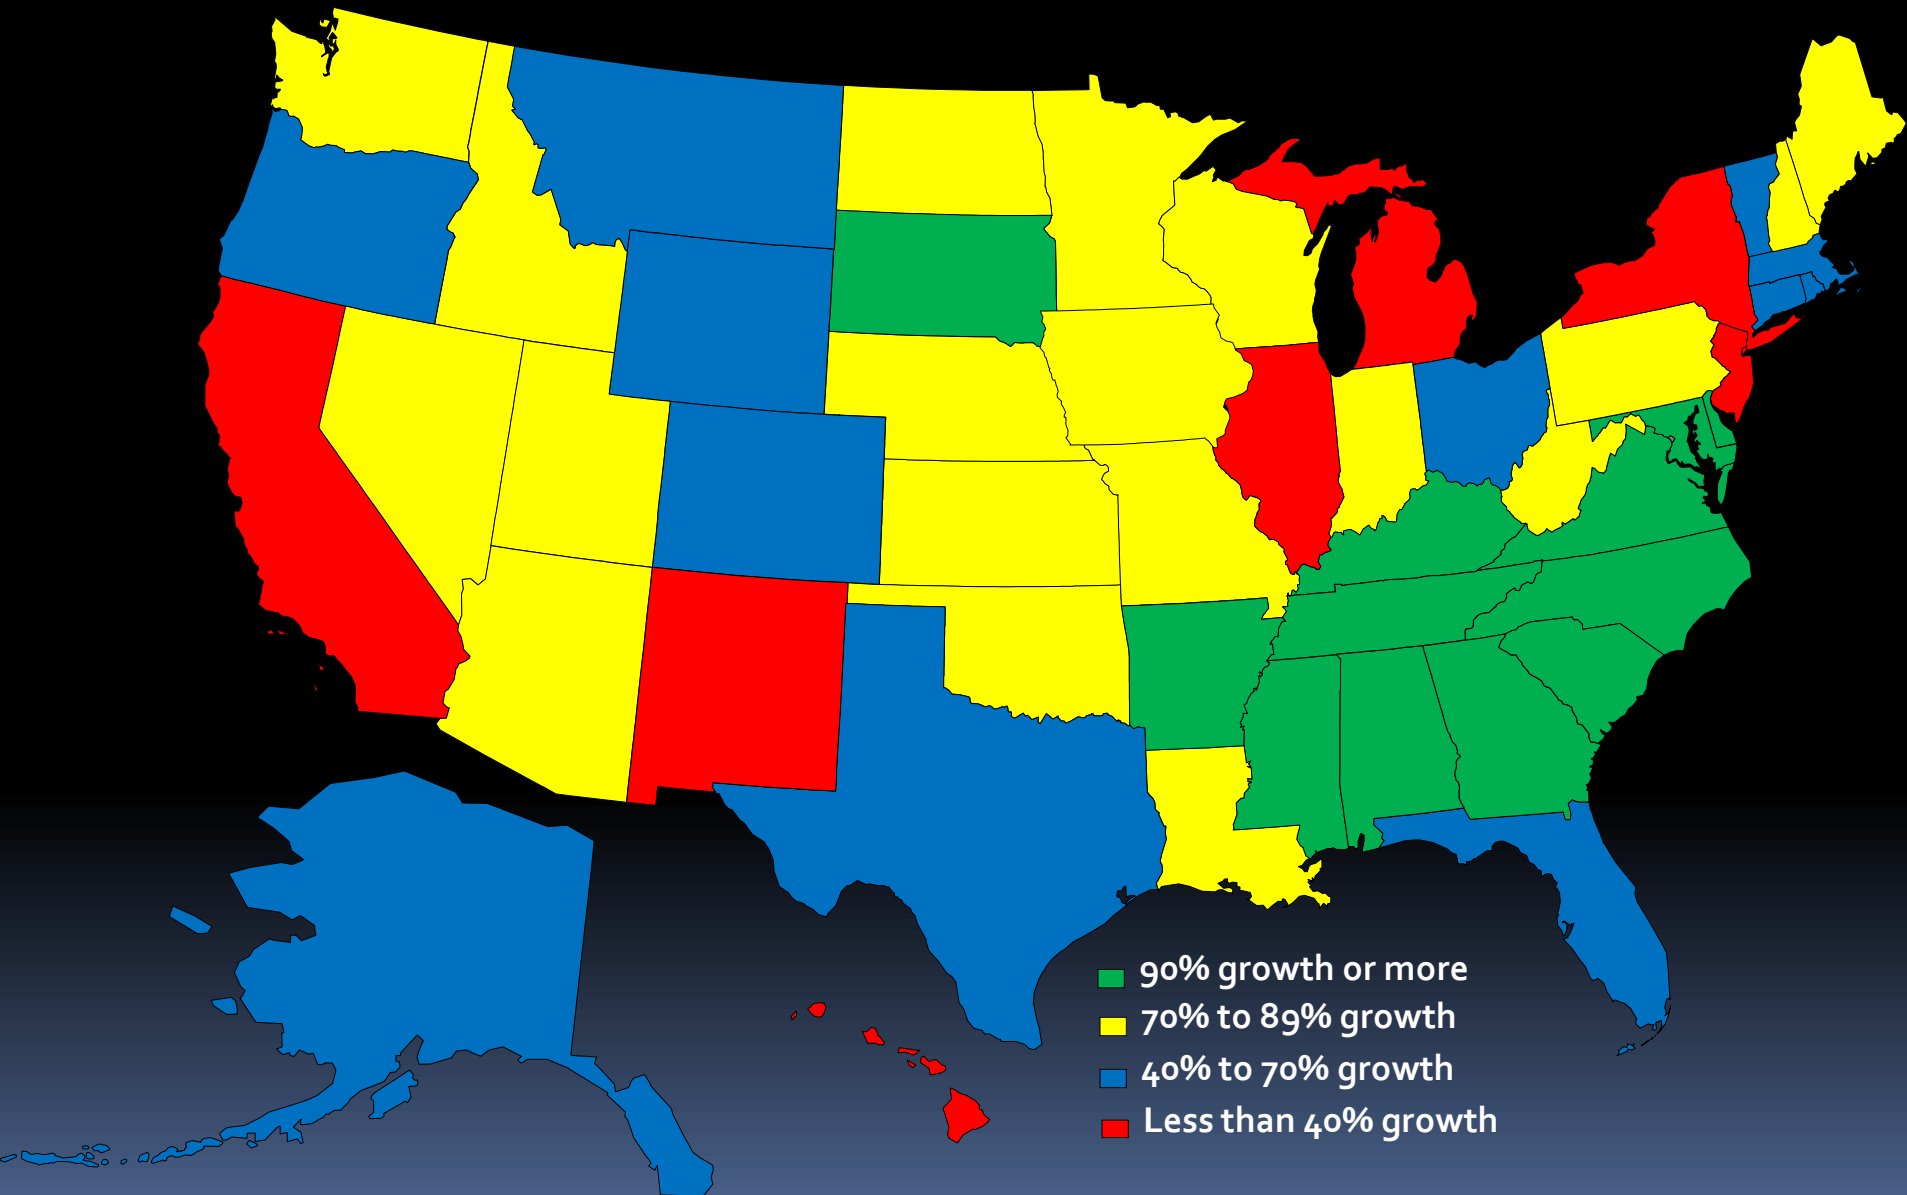 90% growth or more
70% to 89% growth
40% to 70% growth
Less than 40% growth